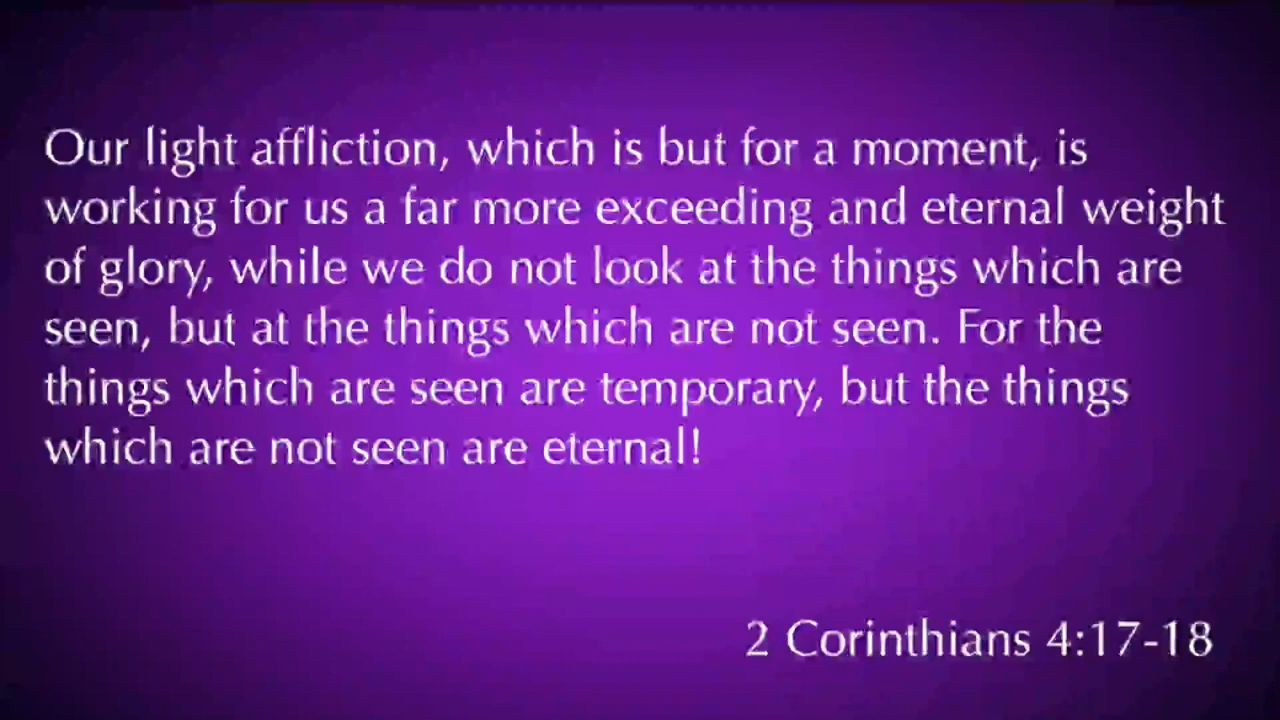 Our light affliction, which is but for a moment, is
working for us a far more exceeding and eternal weight
of glory, while we do not look at the things which are
seen, but at the things which are not seen. For the
things which are seen are temporary, but the things
which are not seen are eternal!
2 Corinthians 4:17-18